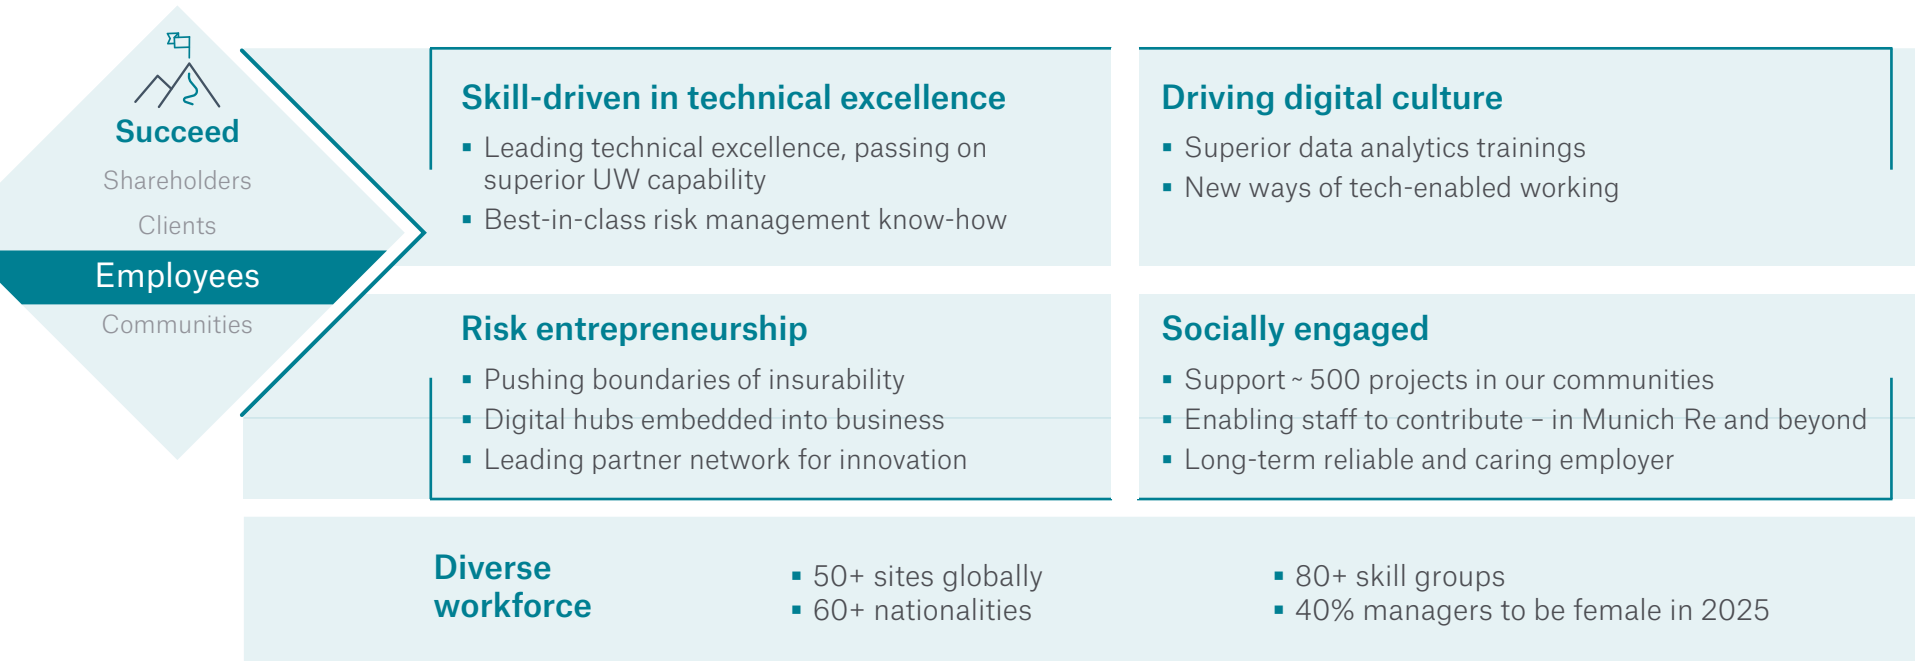 Succeed
Shareholders
Clients
Employees
Communities
Skill-driven in technical excellence
▪ Leading technical excellence, passing on
superior UW capability
▪ Best-in-class risk management know-how
Driving digital culture
▪ Superior data analytics trainings
▪ New ways of tech-enabled working
Risk entrepreneurship
▪ Pushing boundaries of insurability
▪ Digital hubs embedded into business
▪ Leading partner network for innovation
Socially engaged
▪ Support ~ 500 projects in our communities
▪ Enabling staff to contribute – in Munich Re and beyond
▪ Long-term reliable and caring employer
Diverse
workforce
▪ 50+ sites globally
▪ 60+ nationalities
▪ 80+ skill groups
▪ 40% managers to be female in 2025